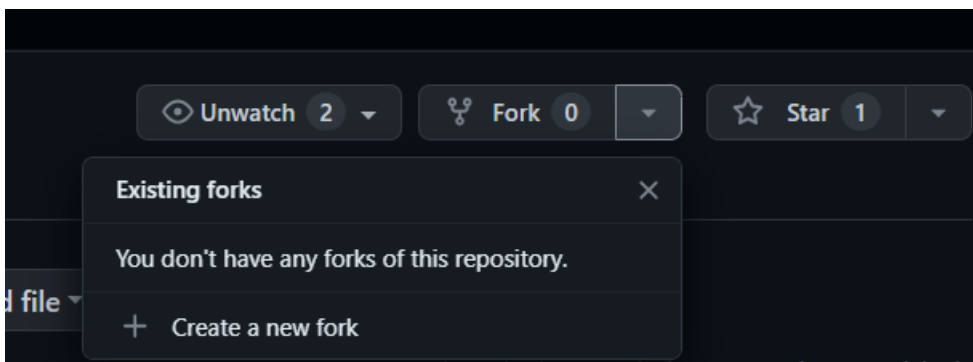 Unwatch 2 Fork 0 Star 1
Existing forks
You don't have any forks of this repository.
file
Create a new fork